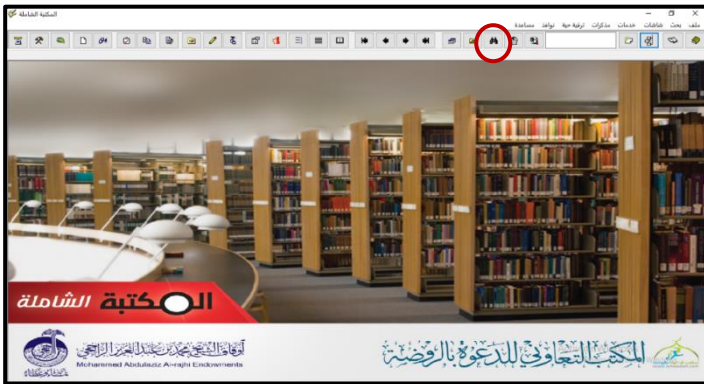 المكتبة الشاملة
ملف بحث شاشات خدمات مذكرات ترقية حية نوافذ مساعدة
المكتبة الشاملة
المكتب التعاوني للدعوة بالروضة
أوقاف الشيخ محمد بن عبدالعزيز الراجحي
Mohammed Abdulaziz Al-rajhi Endowments